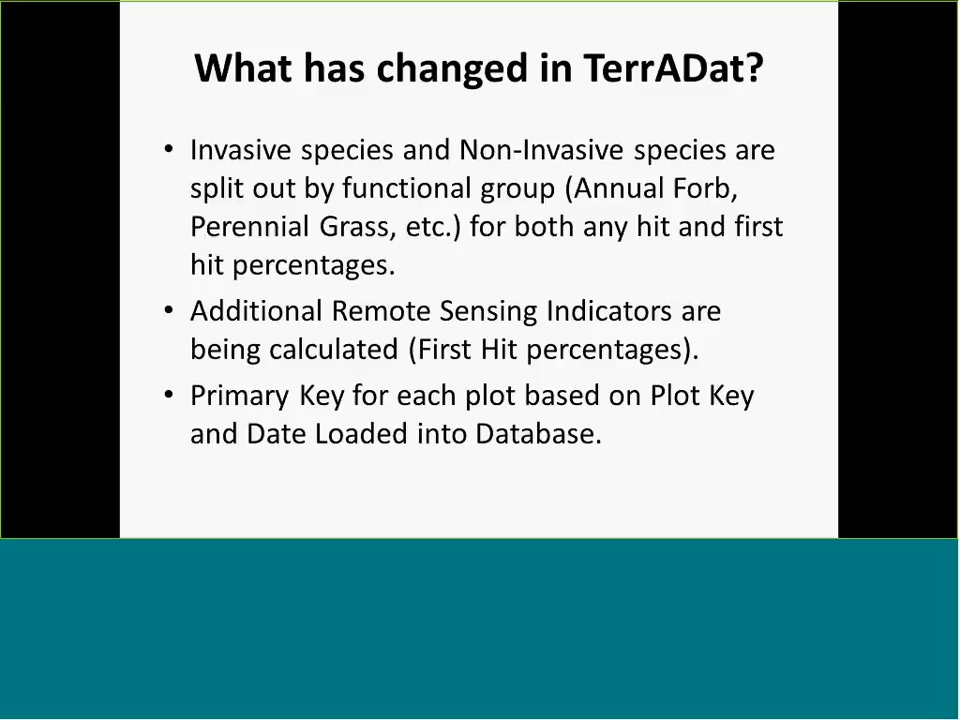 What has changed in TerrADat?
• Invasive species and Non-Invasive species are
split out by functional group (Annual Forb,
Perennial Grass, etc.) for both any hit and first
hit percentages.
• Additional Remote Sensing Indicators are
being calculated (First Hit percentages).
• Primary Key for each plot based on Plot Key
and Date Loaded into Database.